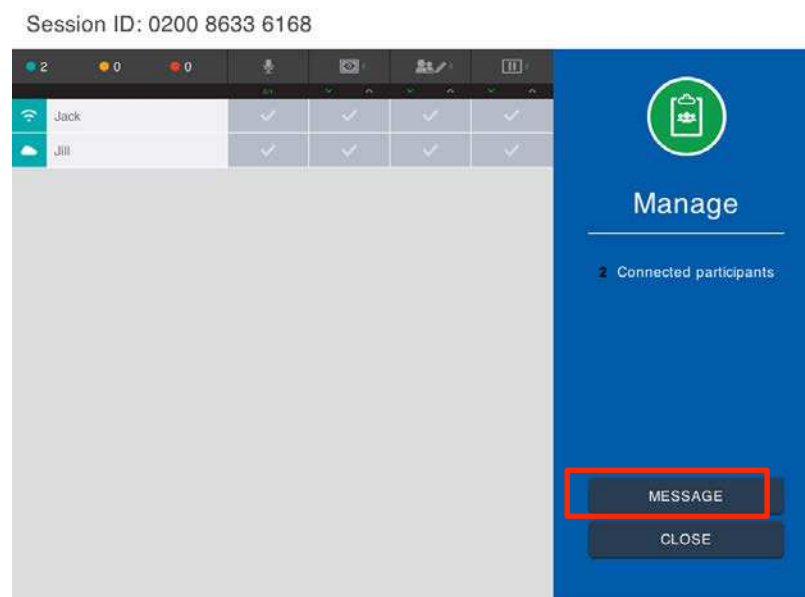 Session ID: 0200 8633 6168
2 0 0
Jack
Jill
Manage
2 Connected participants
MESSAGE
CLOSE